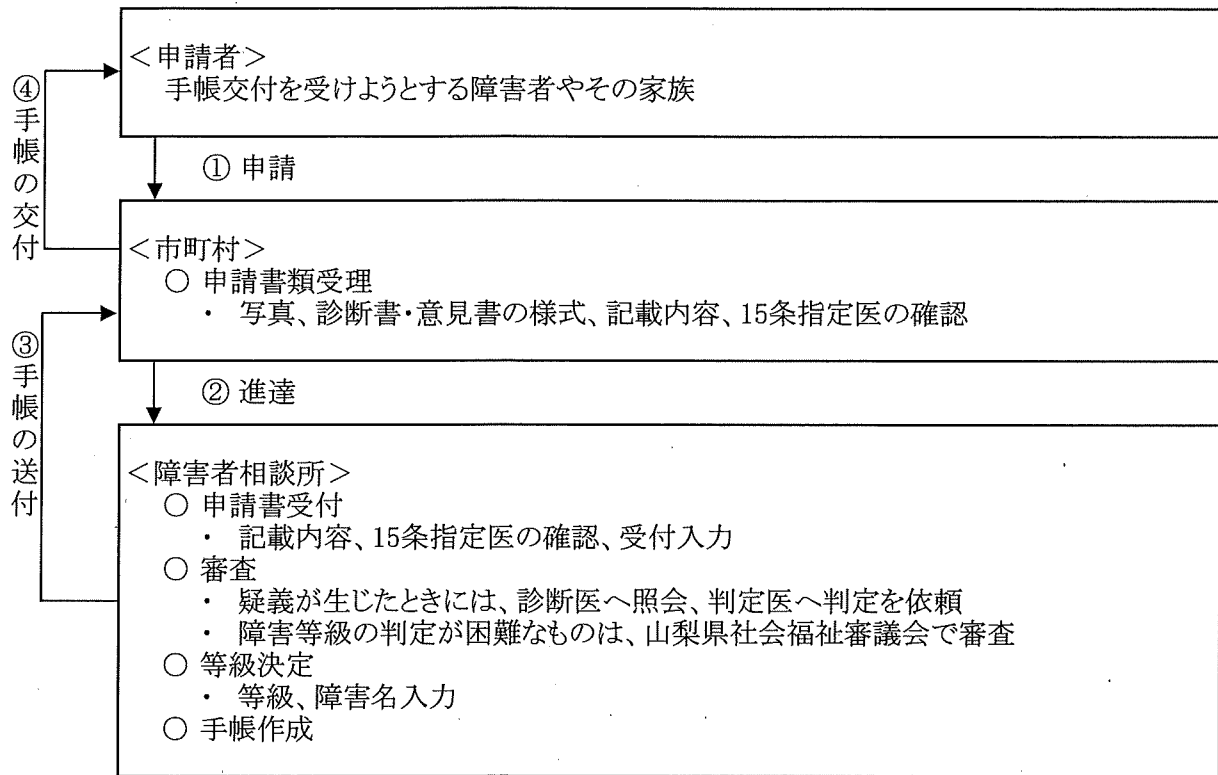 <申請者>
手帳交付を受けようとする障害者やその家族
④手帳の交付
① 申請
<市町村>
○ 申請書類受理
・ 写真、診断書・意見書の様式、記載内容、15条指定医の確認
③手帳の送付
② 進達
<障害者相談所>
○ 申請書受付
・ 記載内容、15条指定医の確認、受付入力
○ 審査
・ 疑義が生じたときには、診断医へ照会、判定医へ判定を依頼
・ 障害等級の判定が困難なものは、山梨県社会福祉審議会で審査
○ 等級決定
・ 等級、障害名入力
○ 手帳作成